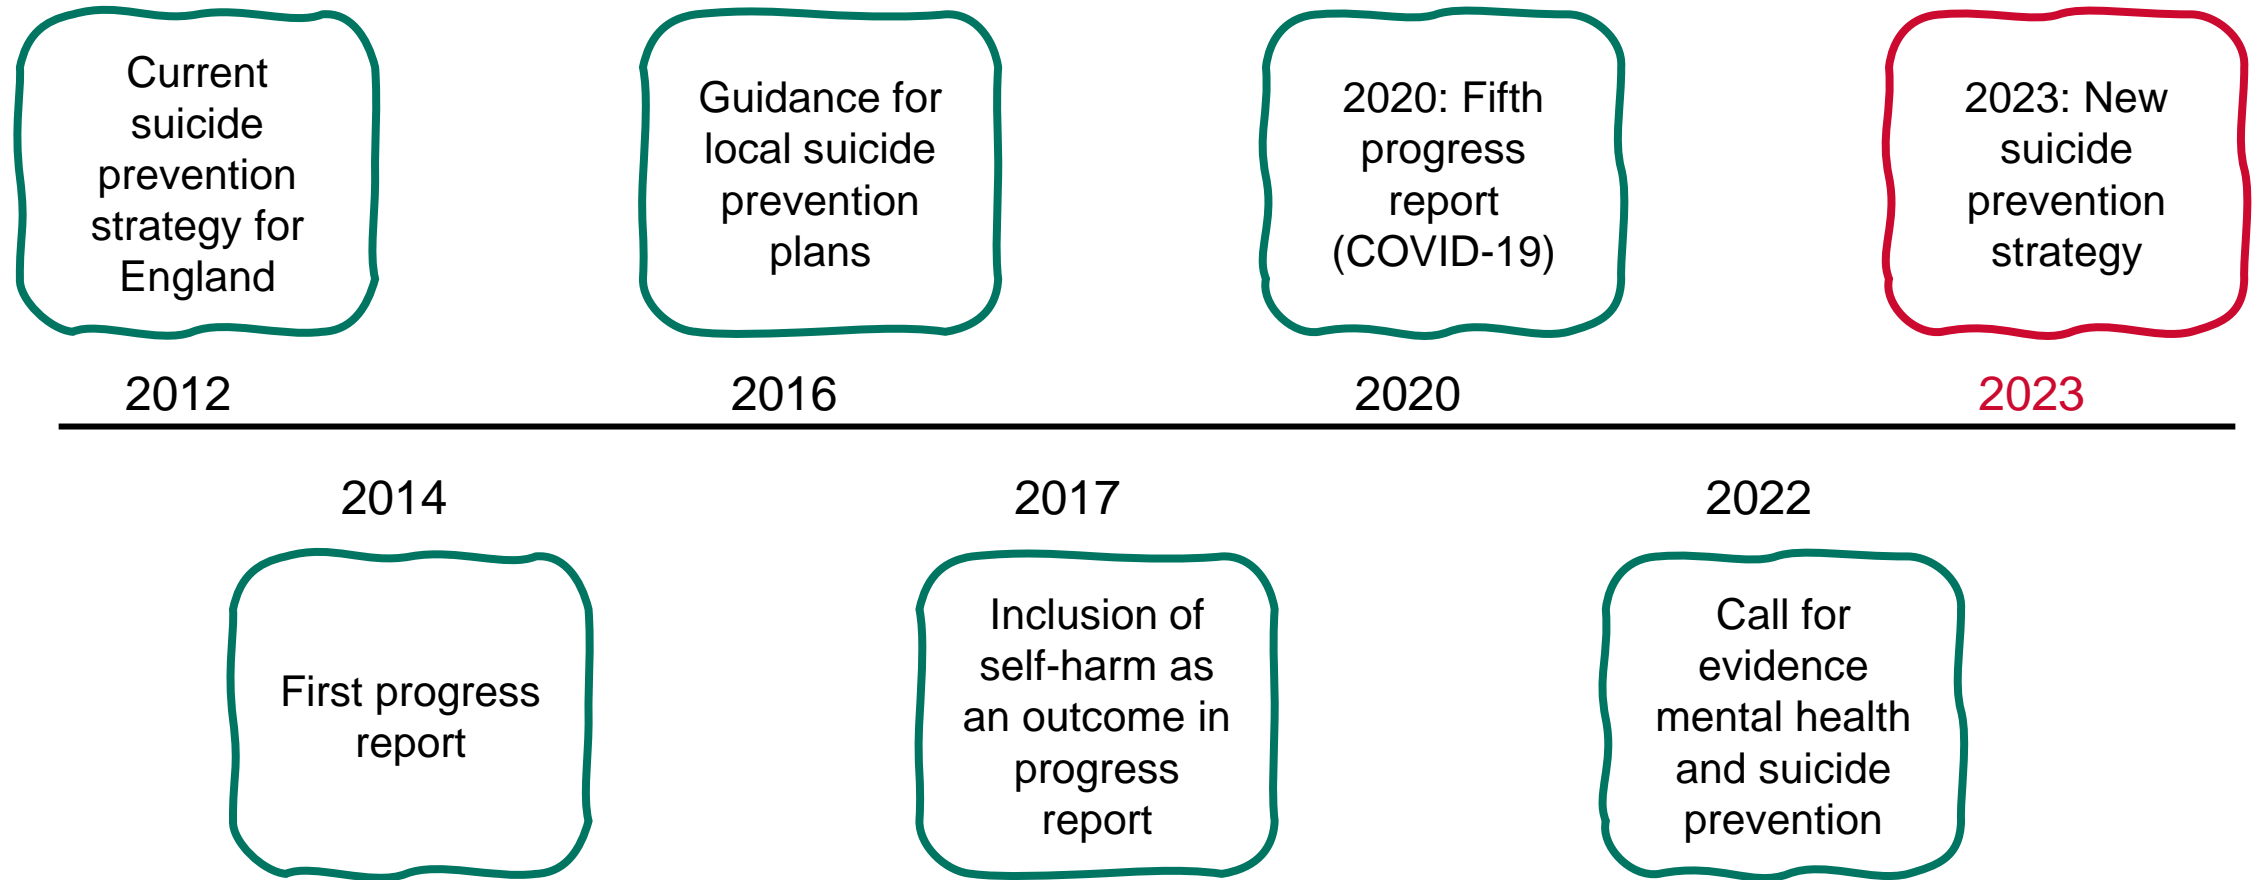 Current
suicide
prevention
strategy for
England
Guidance for
local suicide
prevention
plans
2020: Fifth
progress
report
(COVID-19)
2023: New
suicide
prevention
strategy
2012
2016
2020
2023
2014
2017
2022
First progress
report
Inclusion of
self-harm as
an outcome in
progress
report
Call for
evidence
mental health
and suicide
prevention